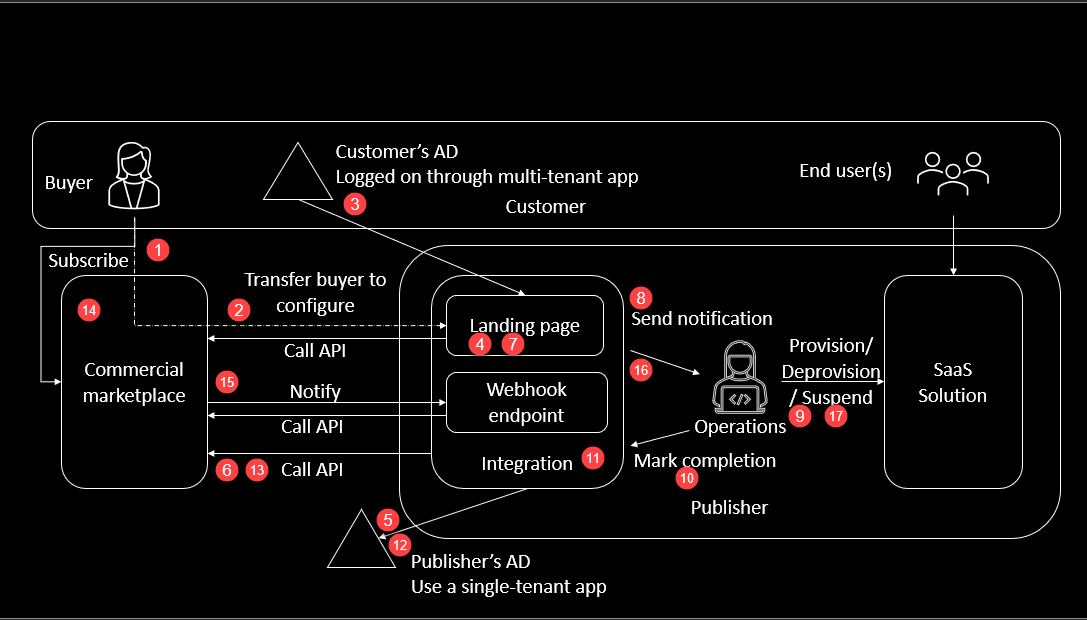 Buyer
Customer's AD
Logged on through multi-tenant app
3
Customer
End user(s)
1
Subscribe
14
Commercial
marketplace
Transfer buyer to
2
configure
Call API
15
Notify
Call API
6 13 Call API
Landing page
4 7
Webhook
endpoint
Integration 11
8
Send notification
16
Operations
</>
Mark completion
10
Publisher
Provision/
Deprovision
/ Suspend
9 17
SaaS
Solution
5
12
Publisher's AD
Use a single-tenant app